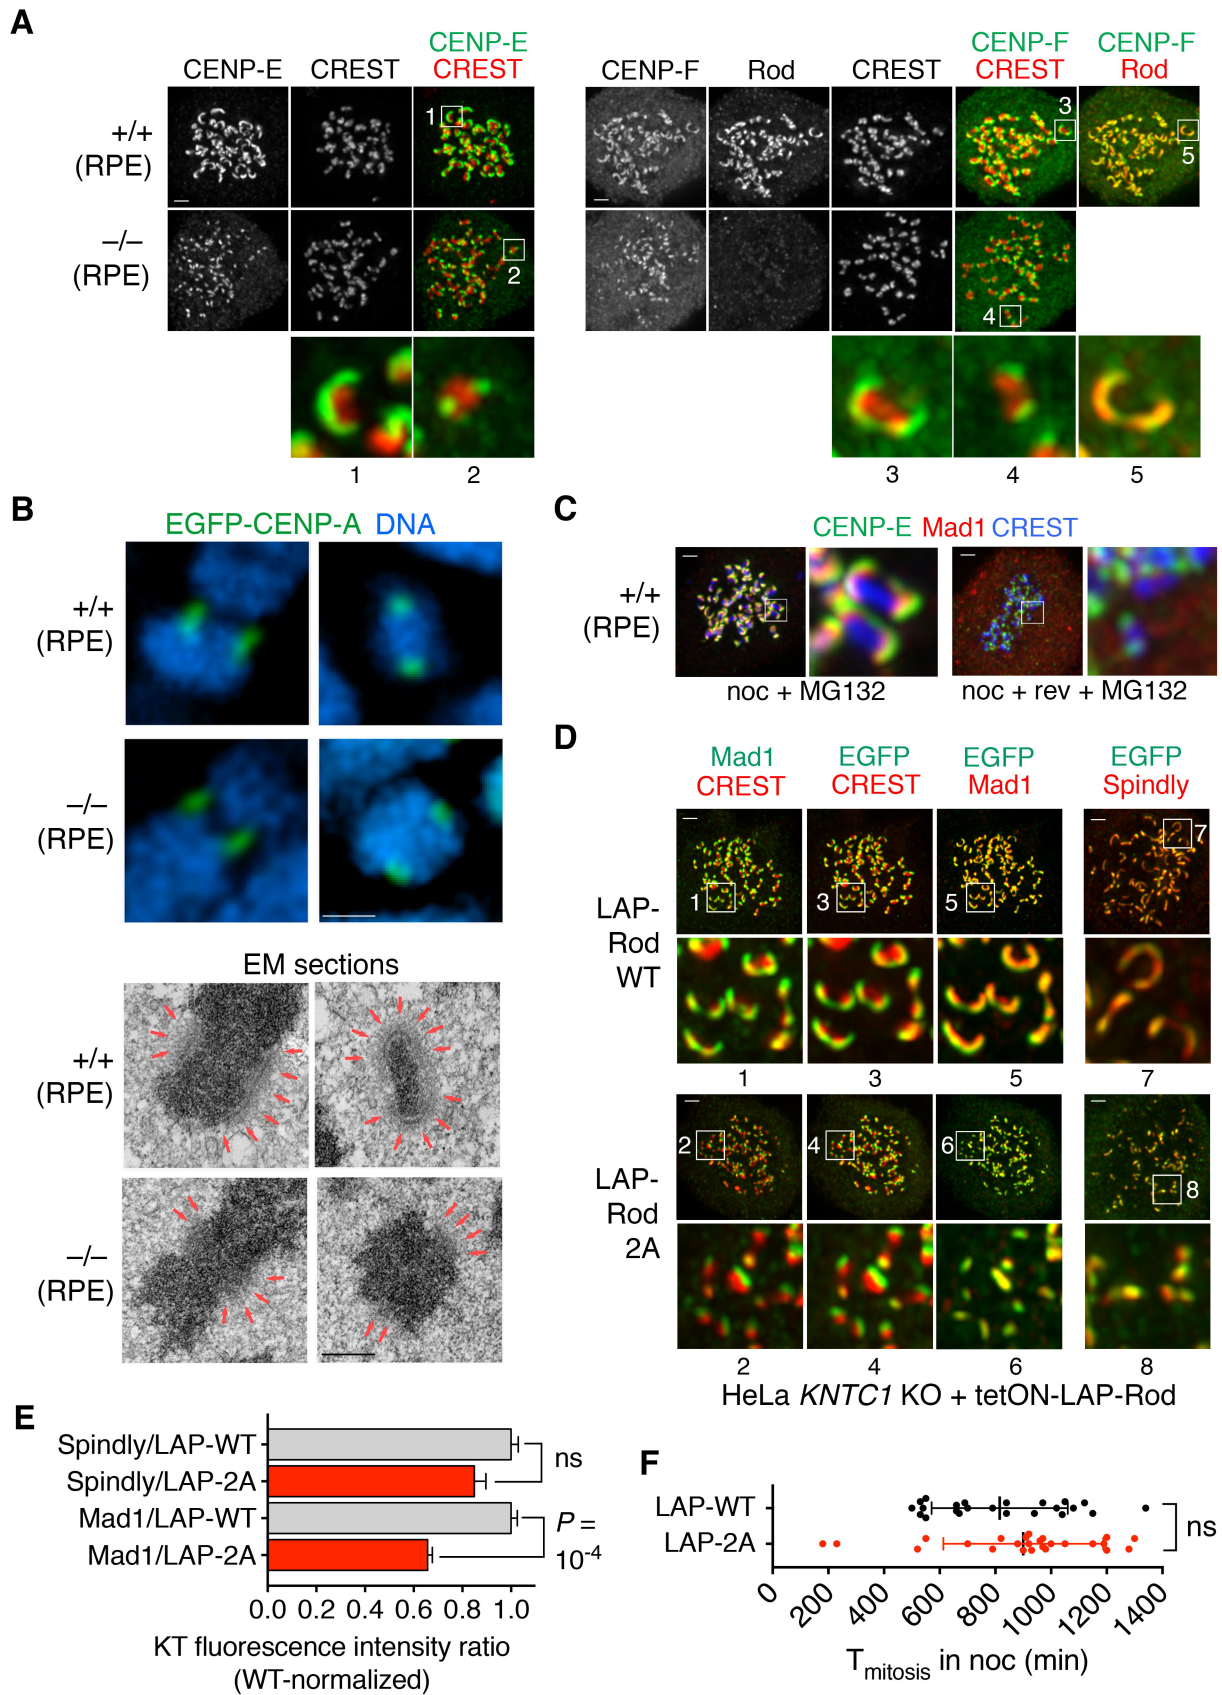 A
CENP-E
CENP-E CREST CREST
+/+
(RPE)
1
–/–
(RPE)
2
1 2
CENP-F CENP-F
CENP-F Rod CREST CREST Rod
3
5
4
3 4 5
B
EGFP-CENP-A DNA
+/+
(RPE)
–/–
(RPE)
EM sections
+/+
(RPE)
–/–
(RPE)
C
CENP-E Mad1 CREST
+/+
(RPE)
noc + MG132 noc + rev + MG132
D
Mad1 EGFP EGFP EGFP
CREST CREST Mad1 Spindly
LAP-
Rod
WT
1 3 5 7
1 3 5 7
LAP-
Rod
2A
2 4 6 8
2 4 6 8
HeLa KNTC1 KO + tetON-LAP-Rod
E
Spindly/LAP-WT
Spindly/LAP-2A
Mad1/LAP-WT
Mad1/LAP-2A
ns
P =
10-4
0.0 0.2 0.4 0.6 0.8 1.0
KT fluorescence intensity ratio
(WT-normalized)
F
LAP-WT
LAP-2A
ns
0 200 400 600 800 1000 1200 1400
Tmitosis in noc (min)